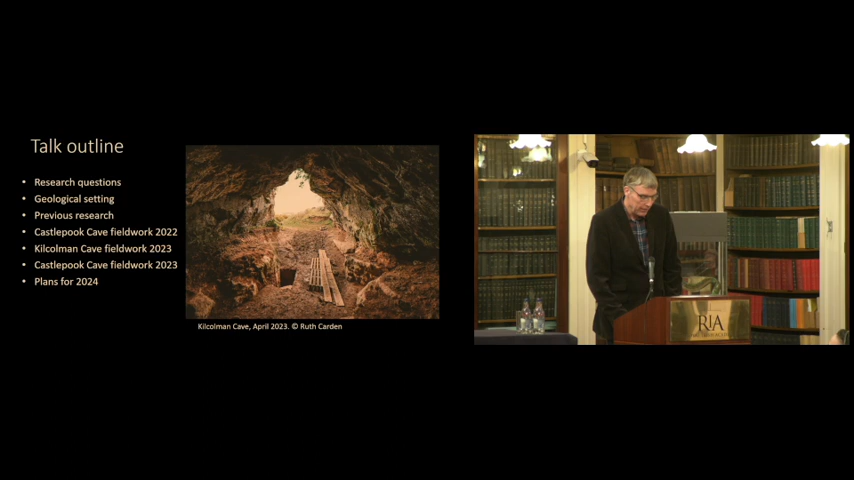 Talk outline
• Research questions
• Geological setting
• Previous research
• Castlepook Cave fieldwork 2022
• Kilcolman Cave fieldwork 2023
• Castlepook Cave fieldwork 2023
• Plans for 2024
Kilcolman Cave, April 2023. © Ruth Carden
RIA